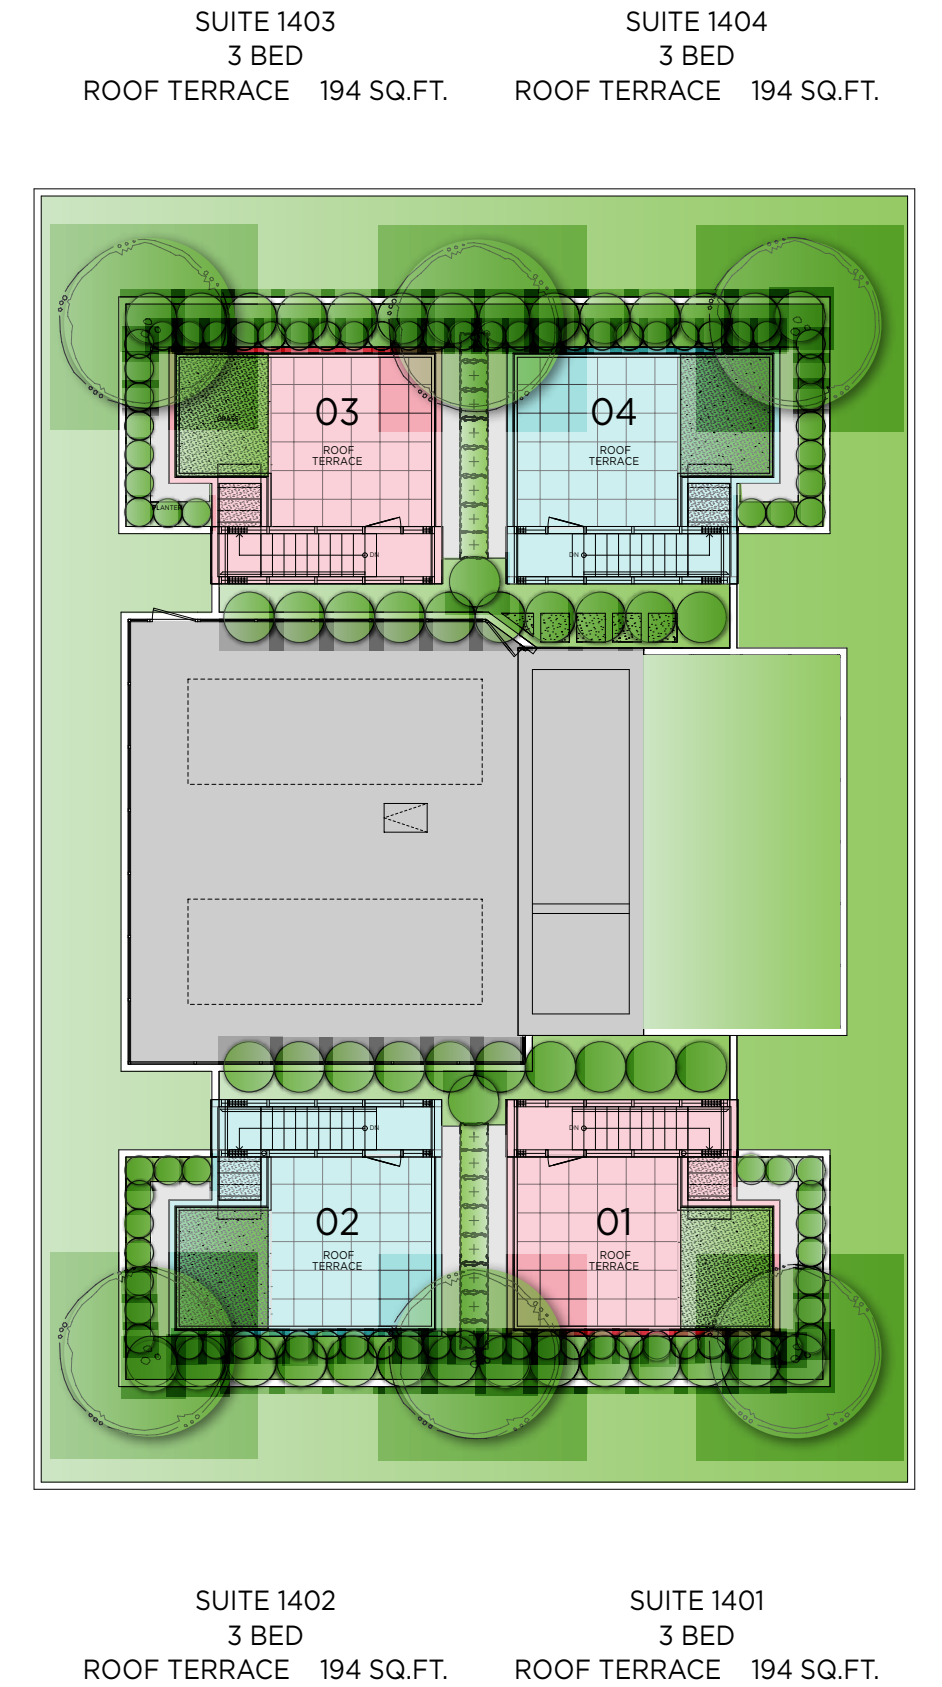 SUITE 1403
3 BED
ROOF TERRACE 194 SQ.FT.
SUITE 1404
3 BED
ROOF TERRACE 194 SQ.FT.
03
ROOF
TERRACE
04
ROOF
TERRACE
PLANTER
DN
DN
DN
DN
02
ROOF
TERRACE
01
ROOF
TERRACE
SUITE 1402
3 BED
ROOF TERRACE 194 SQ.FT.
SUITE 1401
3 BED
ROOF TERRACE 194 SQ.FT.